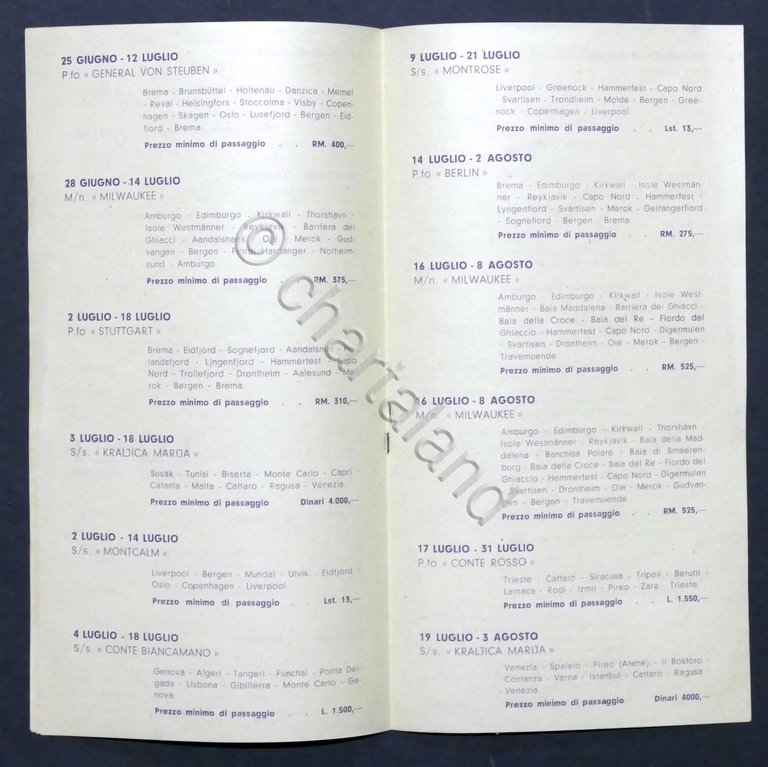 25 GIUGNO - 12 LUGLIO
P.fo « GENERAL VON STEUBEN »
Brema - Brunsbüttel - Holtenau - Danzica - Memel
- Reval - Helsingfors - Stoccolma - Visby - Copen-
hagen - Skagen - Oslo - Lusefjord - Bergen - Eid-
fiord - Brema.
Prezzo minimo di passaggio . . RM. 400,—
28 GIUGNO - 14 LUGLIO
M/n. « MILWAUKEE »
Amburgo - Edimburgo - Kirkwall - Thorshavn -
Isole Westmänner - Reykjavik - Barriera dei
Ghiacci - Aandalsnes - Oie - Merok - Gud-
vangen - Bergen - Fiordi Hardanger - Norheim-
sund - Amburgo.
Prezzo minimo di passaggio RM. 375,—
2 LUGLIO - 18 LUGLIO
P.fo « STUTTGART »
Brema - Eidfjord - Sognefjord - Aandalsnes -
landsfjord - Ljngenfjord - Hammerfest - Capo
Nord - Trollefjord - Drontheim - Aalesund - Me-
rok - Bergen - Brema.
Prezzo minimo di passaggio . . RM. 310,—
3 LUGLIO - 18 LUGLIO
S/s. « KRALJICA MARIJA »
Susak - Tunisi - Biserta - Monte Carlo - Capri
Catania - Malta - Cattaro - Ragusa - Venezia.
Prezzo minimo di passaggio Dinari 4.000,—
2 LUGLIO - 14 LUGLIO
S/s. « MONTCALM »
Liverpool - Bergen - Mundal - Ulvik - Eidfjord -
Oslo - Copenhagen - Liverpool.
Prezzo minimo di passaggio . . Lst. 13,—
4 LUGLIO - 18 LUGLIO
S/s. « CONTE BIANCAMANO »
Genova - Algeri - Tangeri - Funchal - Ponta Del-
gada - Lisbona - Gibilterra - Monte Carlo - Ge-
nova.
Prezzo minimo di passaggio . . L. 1.500,—
9 LUGLIO - 21 LUGLIO
S/s. « MONTROSE »
Liverpool - Greenock - Hammerfest - Capo Nord
- Svartisen - Trondheim - Molde - Bergen - Gree-
nock - Copenhagen - Liverpool.
Prezzo minimo di passaggio . . Lst. 13,—
14 LUGLIO - 2 AGOSTO
P.fo « BERLIN »
Brema - Edimburgo - Kirkwall - Isole Westmän-
ner - Reykjavik - Capo Nord - Hammerfest -
Lyngenfiord - Svartisen - Merok - Geirangerfiord
- Sognefiord - Bergen - Brema.
Prezzo minimo di passaggio . . RM. 275,—
16 LUGLIO - 8 AGOSTO
M/n. « MILWAUKEE »
Amburgo - Edimburgo - Kirkwall - Isole West-
männer - Baia Maddalena - Barriera dei Ghiacci -
Baia della Croce - Baia del Re - Fiordo del
Ghiaccio - Hammerfest - Capo Nord - Digermulen
- Svartisen - Drontheim - Oie - Merok - Bergen -
Travemuende.
Prezzo minimo di passaggio . . RM. 525,—
16 LUGLIO - 8 AGOSTO
M/n. « MILWAUKEE »
Amburgo - Edimburgo - Kirkwall - Thorshavn -
Isole Westmänner - Reykjavik - Baia della Mad-
dalena - Banchisa Polare - Baia di Smeeren-
burg - Baia della Croce - Baia del Re - Fiordo del
Ghiaccio - Hammerfest - Capo Nord - Digermulen
- Svartisen - Drontheim - Oie - Merok - Gudvan-
gen - Bergen - Travemuende
Prezzo minimo di passaggio . . RM. 525,—
17 LUGLIO - 31 LUGLIO
P.fo « CONTE ROSSO »
Trieste - Cattaro - Siracusa - Tripoli - Berutti -
Larnaca - Rodi - Izmir - Pireo - Zara - Trieste.
Prezzo minimo di passaggio . . L. 1.550,—
19 LUGLIO - 3 AGOSTO
S/s. « KRALJICA MARIJA »
Venezia - Spalato - Pireo (Atene) - Il Bosforo -
Costanza - Varna - Istanbul - Cattaro - Ragusa -
Venezia.
Prezzo minimo di passaggio Dinari 4000,—
© chartaland